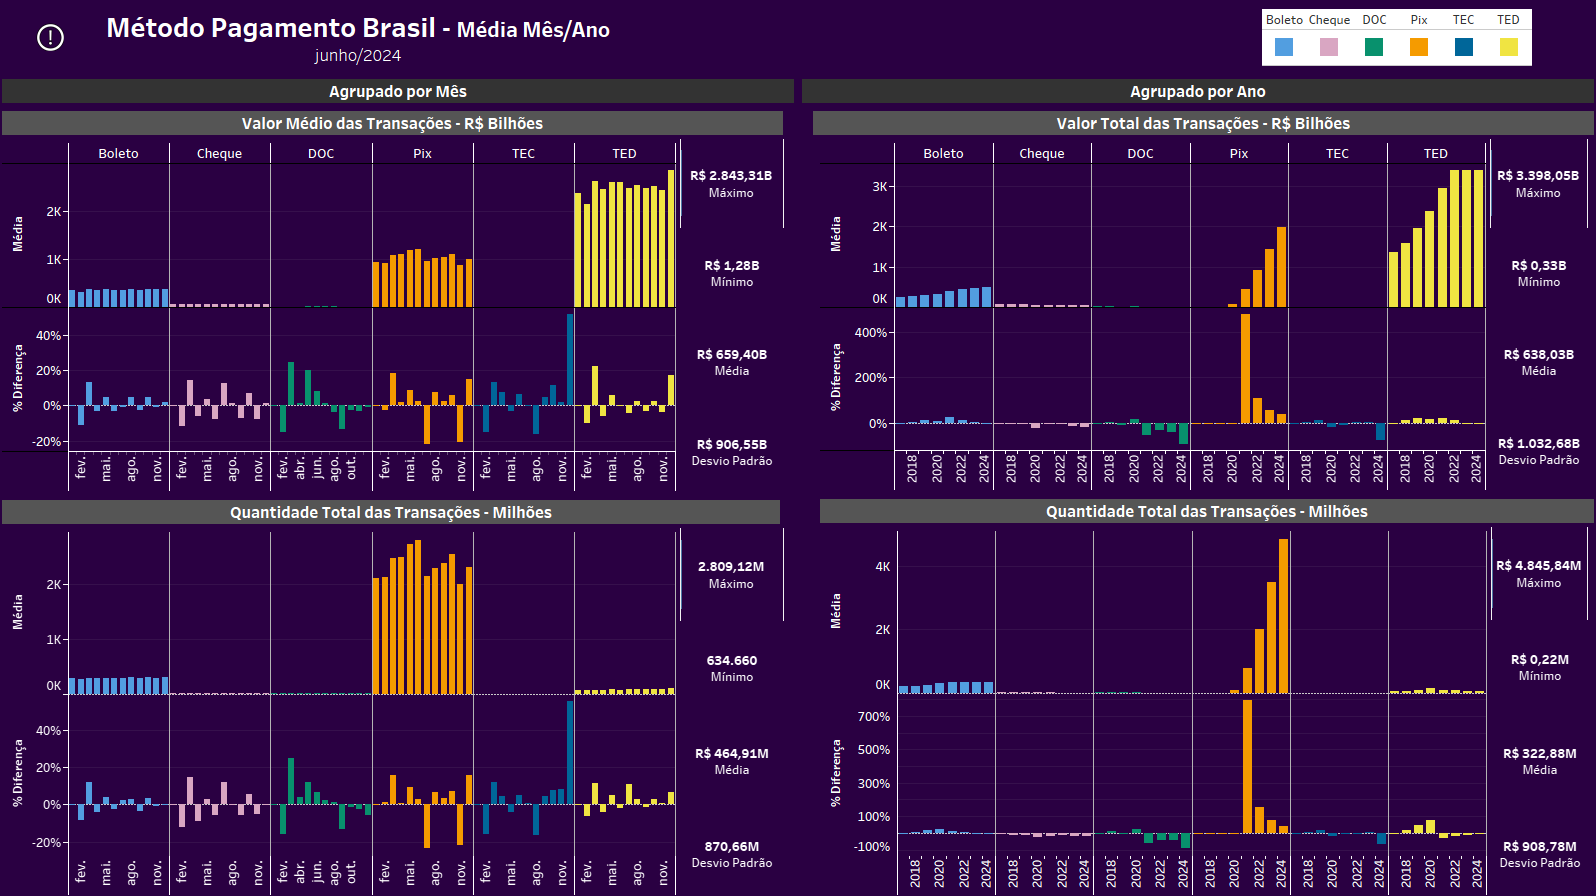 Método Pagamento Brasil - Média Mês/Ano
junho/2024
Boleto Cheque DOC Pix TEC TED
Agrupado por Mês
Valor Médio das Transações - R$ Bilhões
Boleto Cheque DOC Pix TEC TED
Média
2K
1K
0K
% Diferença
40%
20%
0%
-20%
fev. mai. ago. nov. fev. mai. ago. nov. fev. abr. jun. ago. out. fev. mai. ago. nov. fev. mai. ago. nov. fev. mai. ago. nov.
R$ 2.843,31B
Máximo
R$ 1,28B
Mínimo
R$ 659,40B
Média
R$ 906,55B
Desvio Padrão
Quantidade Total das Transações - Milhões
Média
2K
1K
0K
% Diferença
40%
20%
0%
-20%
fev. mai. ago. nov. fev. mai. ago. nov. fev. abr. jun. ago. out. fev. mai. ago. nov. fev. mai. ago. nov. fev. mai. ago. nov.
2.809,12M
Máximo
634.660
Mínimo
R$ 464,91M
Média
870,66M
Desvio Padrão
Agrupado por Ano
Valor Total das Transações - R$ Bilhões
Boleto Cheque DOC Pix TEC TED
Média
3K
2K
1K
0K
% Diferença
400%
200%
0%
2018 2020 2022 2024 2018 2020 2022 2024 2018 2020 2022 2024 2018 2020 2022 2024 2018 2020 2022 2024 2018 2020 2022 2024
R$ 3.398,05B
Máximo
R$ 0,33B
Mínimo
R$ 638,03B
Média
R$ 1.032,68B
Desvio Padrão
Quantidade Total das Transações - Milhões
Média
4K
2K
0K
% Diferença
700%
500%
300%
100%
-100%
2018 2020 2022 2024 2018 2020 2022 2024 2018 2020 2022 2024 2018 2020 2022 2024 2018 2020 2022 2024 2018 2020 2022 2024
R$ 4.845,84M
Máximo
R$ 0,22M
Mínimo
R$ 322,88M
Média
R$ 908,78M
Desvio Padrão